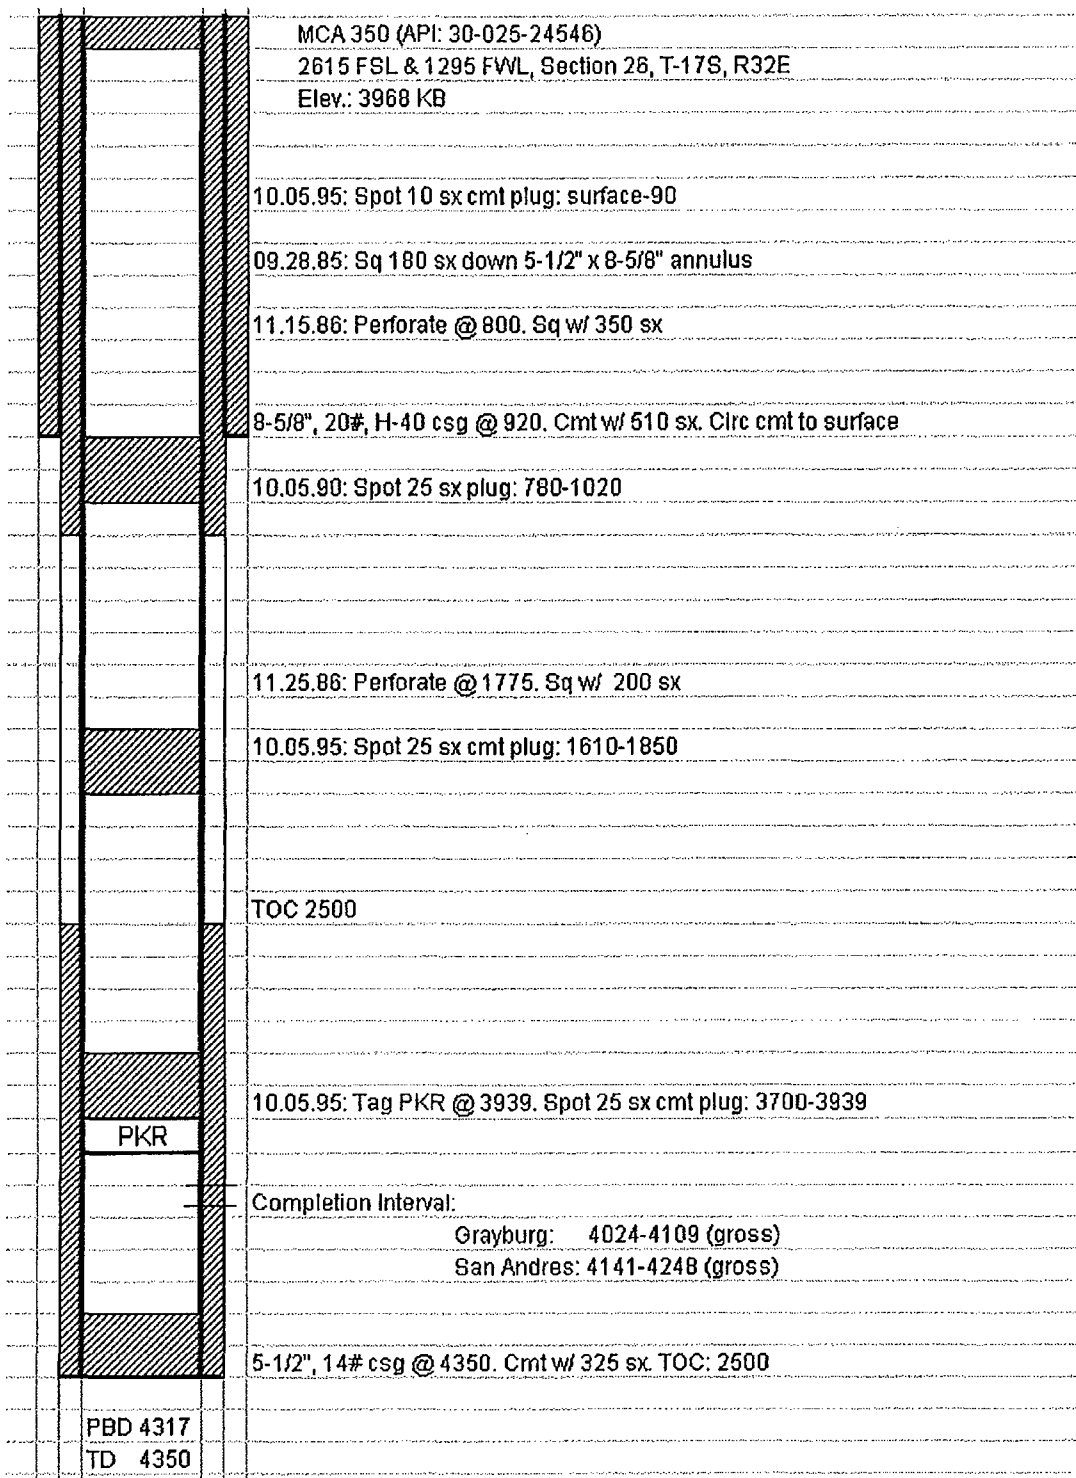 MCA 350 (API: 30-025-24546)
2615 FSL & 1295 FWL, Section 26, T-17S, R32E
Elev.: 3968 KB
10.05.95: Spot 10 sx cmt plug: surface-90
09.28.85: Sq 180 sx down 5-1/2" x 8-5/8" annulus
11.15.86: Perforate @ 800. Sq w/ 350 sx
8-5/8", 20#, H-40 csg @ 920. Cmt w/ 510 sx. Circ cmt to surface
10.05.90: Spot 25 sx plug: 780-1020
11.25.86: Perforate @ 1775. Sq w/ 200 sx
10.05.95: Spot 25 sx cmt plug: 1610-1850
TOC 2500
10.05.95: Tag PKR @ 3939. Spot 25 sx cmt plug: 3700-3939
PKR
Completion Interval:
Grayburg: 4024-4109 (gross)
San Andres: 4141-4248 (gross)
5-1/2", 14# csg @ 4350. Cmt w/ 325 sx. TOC: 2500
PBD 4317
TD 4350